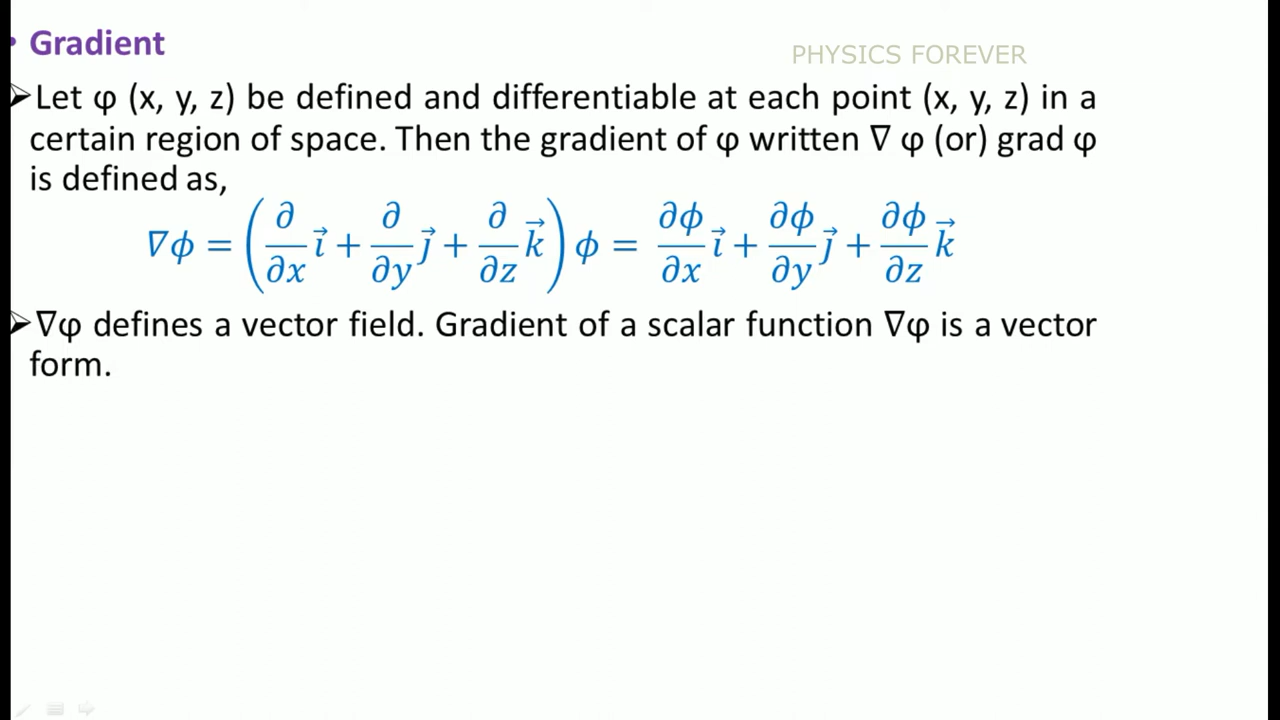 • Gradient
PHYSICS FOREVER
➢Let φ (x, y, z) be defined and differentiable at each point (x, y, z) in a
certain region of space. Then the gradient of φ written ∇ φ (or) grad φ
is defined as,
∇ϕ = (∂/∂x i⃗ + ∂/∂y j⃗ + ∂/∂z k⃗) ϕ = ∂ϕ/∂x i⃗ + ∂ϕ/∂y j⃗ + ∂ϕ/∂z k⃗
➢∇φ defines a vector field. Gradient of a scalar function ∇φ is a vector
form.